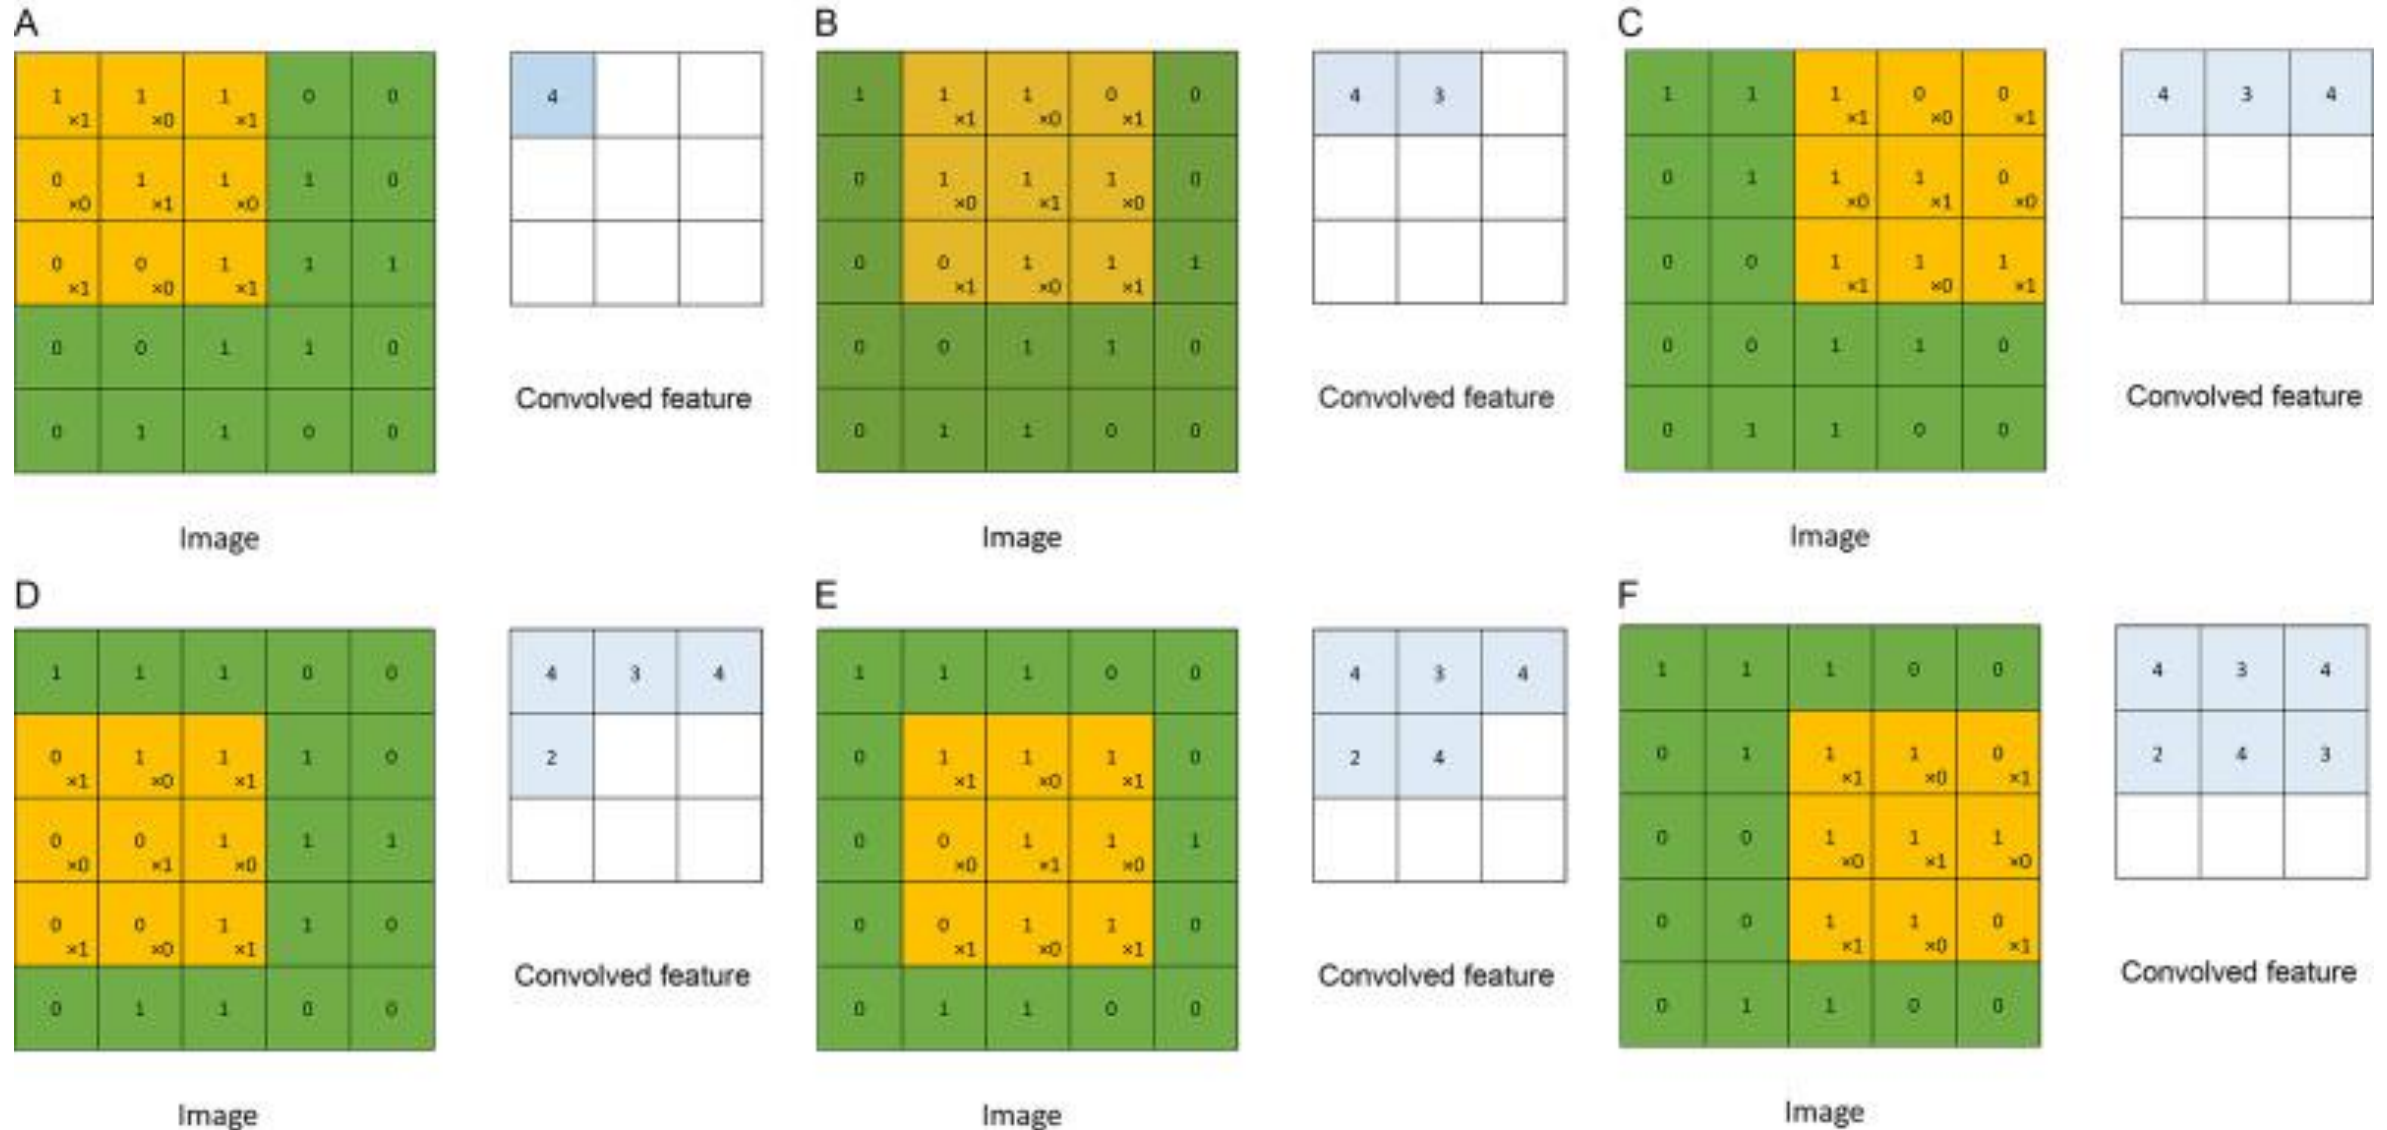 A
1 ×1 1 ×0 1 ×1 0 0
0 ×0 1 ×1 1 ×0 1 0
0 ×1 0 ×0 1 ×1 1 1
0 0 1 1 0
0 1 1 0 0
Image
4
Convolved feature
B
1 1 ×1 1 ×0 0 ×1 0
0 1 ×0 1 ×1 1 ×0 0
0 0 ×1 1 ×0 1 ×1 1
0 0 1 1 0
0 1 1 0 0
Image
4 3
Convolved feature
C
1 1 1 ×1 0 ×0 0 ×1
0 1 1 ×0 1 ×1 0 ×0
0 0 1 ×1 1 ×0 1 ×1
0 0 1 1 0
0 1 1 0 0
Image
4 3 4
Convolved feature
D
1 1 1 0 0
0 ×1 1 ×0 1 ×1 1 0
0 ×0 0 ×1 1 ×0 1 1
0 ×1 0 ×0 1 ×1 1 0
0 1 1 0 0
Image
4 3 4
2
Convolved feature
E
1 1 1 0 0
0 1 ×1 1 ×0 1 ×1 0
0 0 ×0 1 ×1 1 ×0 1
0 0 ×1 1 ×0 1 ×1 0
0 1 1 0 0
Image
4 3 4
2 4
Convolved feature
F
1 1 1 0 0
0 1 1 ×1 1 ×0 0 ×1
0 0 1 ×0 1 ×1 1 ×0
0 0 1 ×1 1 ×0 0 ×1
0 1 1 0 0
Image
4 3 4
2 4 3
Convolved feature